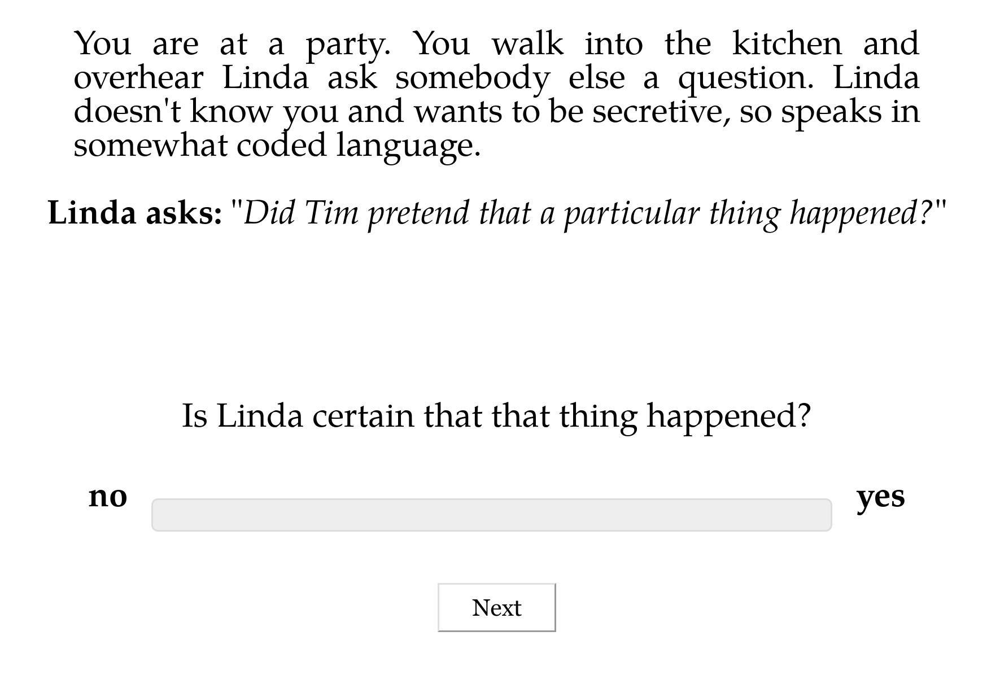 You are at a party. You walk into the kitchen and
overhear Linda ask somebody else a question. Linda
doesn't know you and wants to be secretive, so speaks in
somewhat coded language.
Linda asks: "Did Tim pretend that a particular thing happened?"
Is Linda certain that that thing happened?
no yes
Next